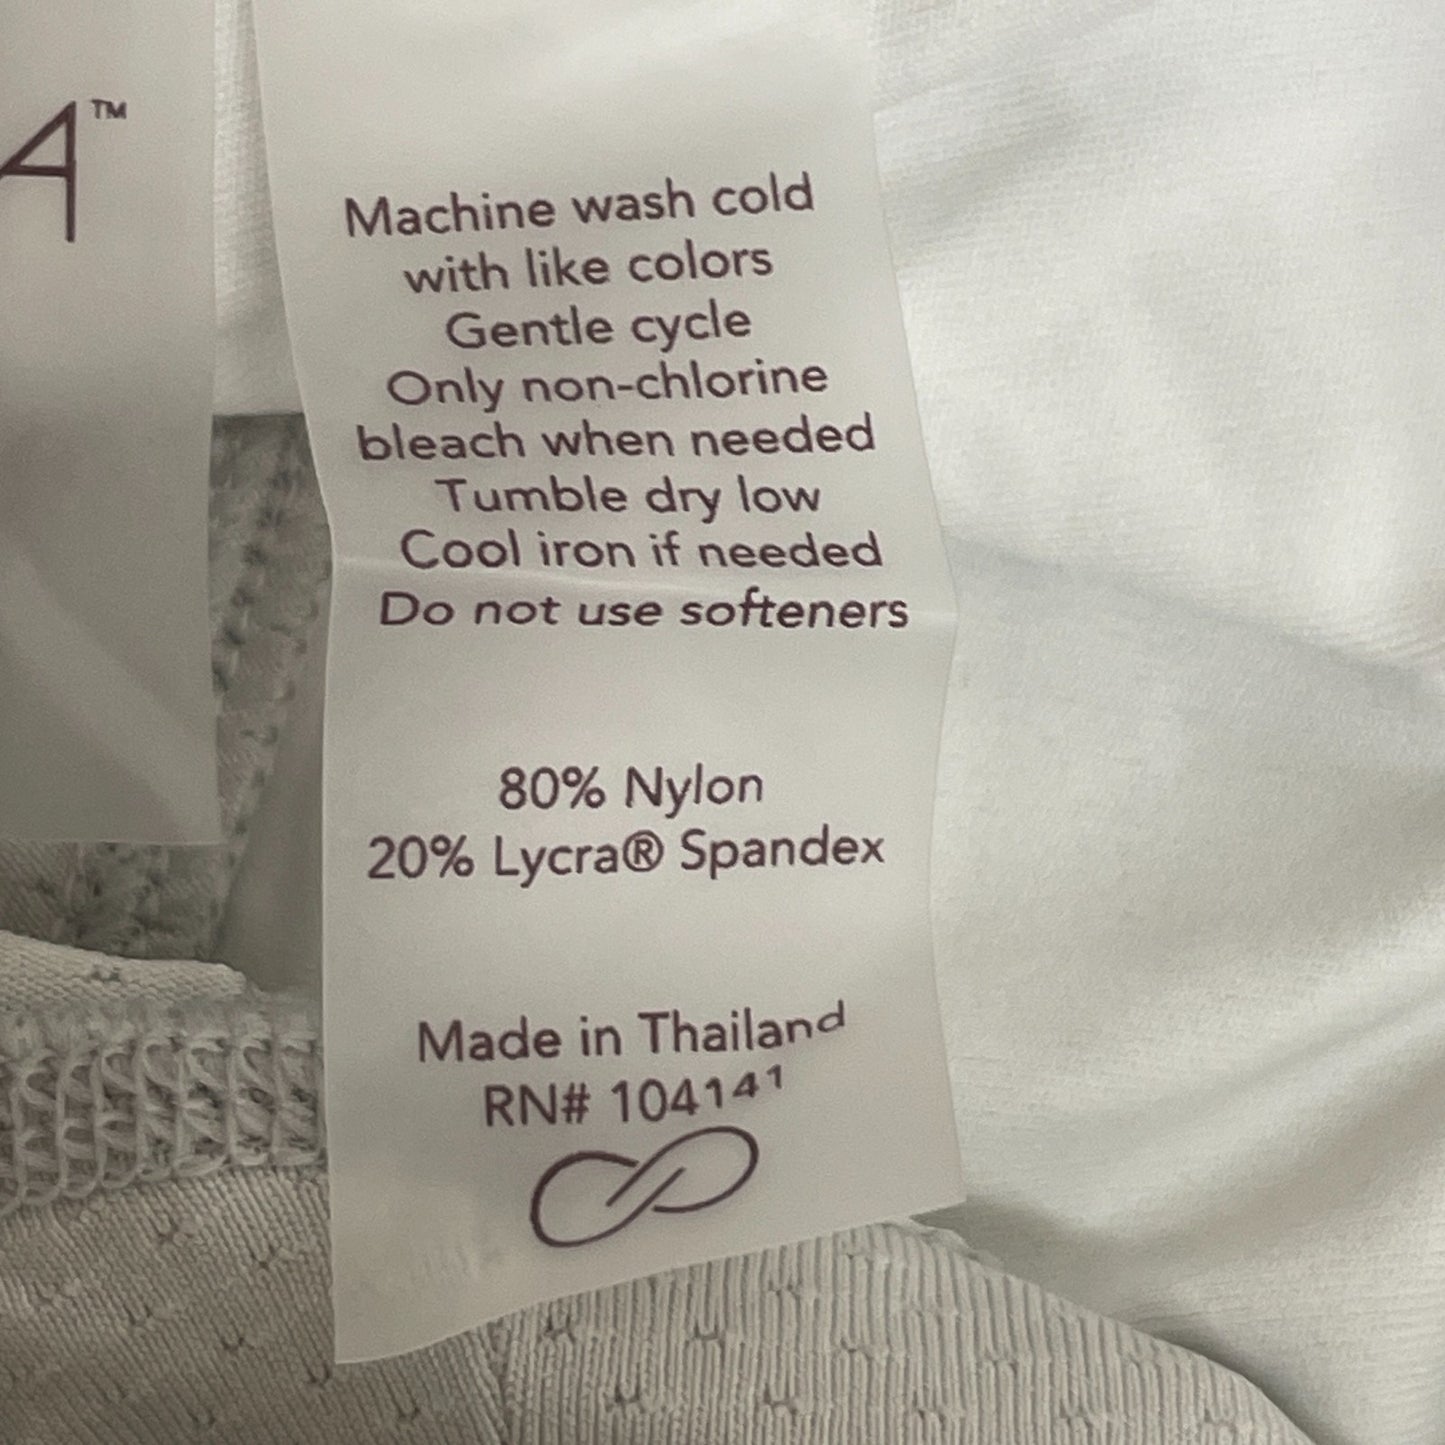 A™
Machine wash cold
with like colors
Gentle cycle
Only non-chlorine
bleach when needed
Tumble dry low
Cool iron if needed
Do not use softeners
80% Nylon
20% Lycra® Spandex
Made in Thailand
RN# 104141